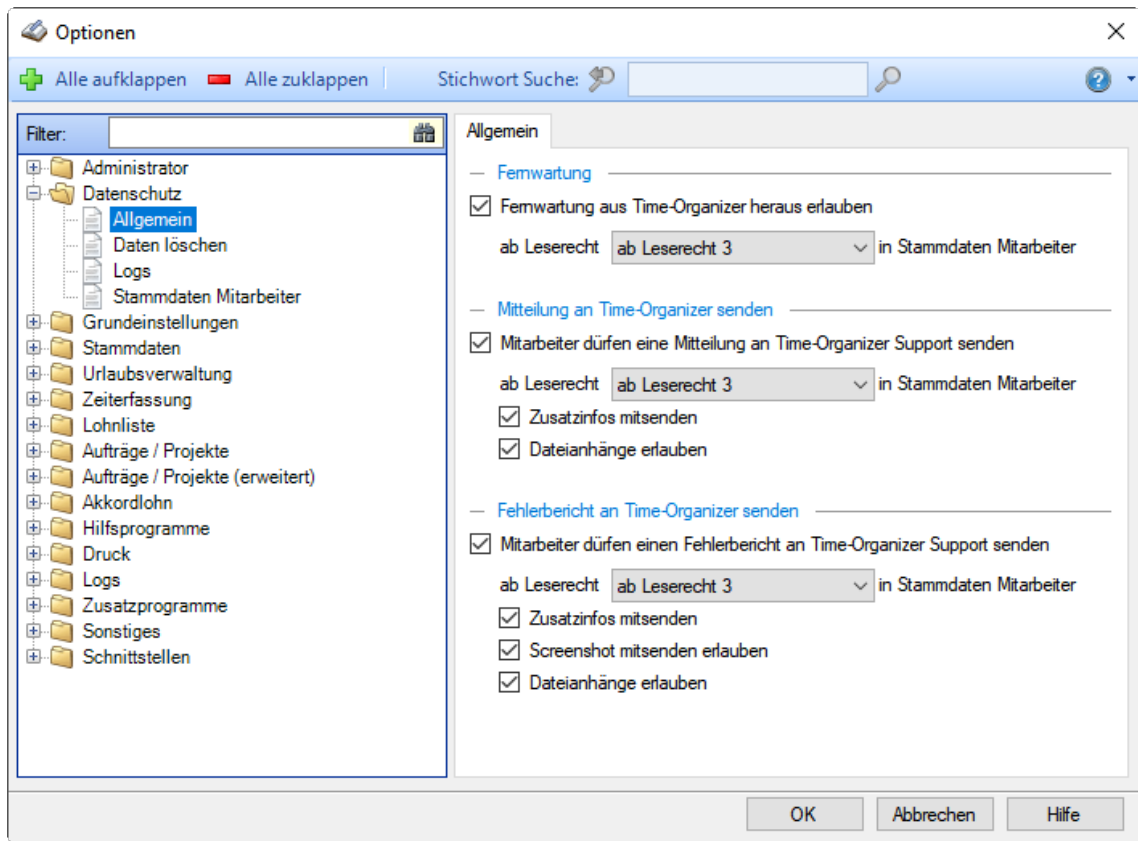 Optionen
Alle aufklappen Alle zuklappen Stichwort Suche:
Filter:
Administrator
Datenschutz
Allgemein
Daten löschen
Logs
Stammdaten Mitarbeiter
Grundeinstellungen
Stammdaten
Urlaubsverwaltung
Zeiterfassung
Lohnliste
Aufträge / Projekte
Aufträge / Projekte (erweitert)
Akkordlohn
Hilfsprogramme
Druck
Logs
Zusatzprogramme
Sonstiges
Schnittstellen
Allgemein
Fernwartung
Fernwartung aus Time-Organizer heraus erlauben
ab Leserecht ab Leserecht 3 in Stammdaten Mitarbeiter
Mitteilung an Time-Organizer senden
Mitarbeiter dürfen eine Mitteilung an Time-Organizer Support senden
ab Leserecht ab Leserecht 3 in Stammdaten Mitarbeiter
Zusatzinfos mitsenden
Dateianhänge erlauben
Fehlerbericht an Time-Organizer senden
Mitarbeiter dürfen einen Fehlerbericht an Time-Organizer Support senden
ab Leserecht ab Leserecht 3 in Stammdaten Mitarbeiter
Zusatzinfos mitsenden
Screenshot mitsenden erlauben
Dateianhänge erlauben
OK Abbrechen Hilfe